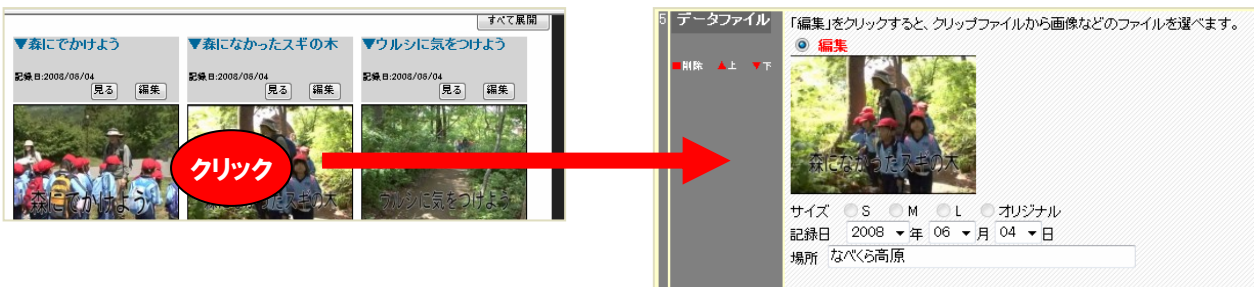 すべて展開
▼森にでかけよう
▼森になかったスギの木
▼ウルシに気をつけよう
記録日:2008/06/04
記録日:2008/06/04
記録日:2008/06/04
見る 編集
見る 編集
見る 編集
クリック
森にでかけよう
スギの木
ウルシに気をつけよう
5 データファイル
■削除 ▲上 ▼下
「編集」をクリックすると、クリップファイルから画像などのファイルを選べます。
編集
森になかったスギの木
サイズ S M L オリジナル
記録日 2008 ▼年 06 ▼月 04 ▼日
場所 なべくら高原